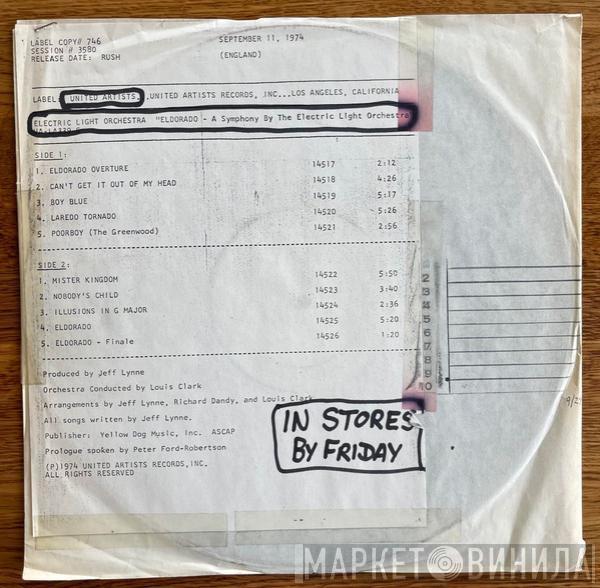 LABEL COPY# 746
SEPTEMBER 11, 1974
SESSION # 3580
RELEASE DATE: RUSH
(ENGLAND)
LABEL: UNITED ARTISTS..UNITED ARTISTS RECORDS, INC...LOS ANGELES, CALIFORNIA
ELECTRIC LIGHT ORCHESTRA "ELDORADO - A Symphony By The Electric Light Orchestra
SIDE 1:
1. ELDORADO OVERTURE 14517 2:12
2. CAN'T GET IT OUT OF MY HEAD 14518 4:26
3. BOY BLUE 14519 5:17
4. LAREDO TORNADO 14520 5:26
5. POORBOY (The Greenwood) 14521 2:56
SIDE 2:
1. MISTER KINGDOM 14522 5:50
2. NOBODY'S CHILD 14523 3:40
3. ILLUSIONS IN G MAJOR 14524 2:36
4. ELDORADO 14525 5:20
5. ELDORADO - Finale 14526 1:20
2
3
4
5
6
7
8
9
10
Produced by Jeff Lynne
Orchestra Conducted by Louis Clark
Arrangements by Jeff Lynne, Richard Dandy, and Louis Clark
All songs written by Jeff Lynne.
Publisher: Yellow Dog Music, Inc. ASCAP
Prologue spoken by Peter Ford-Robertson
(P)1974 UNITED ARTISTS RECORDS,INC.
ALL RIGHTS RESERVED
IN STORES
BY FRIDAY
МАРКЕТ ВИНИЛА